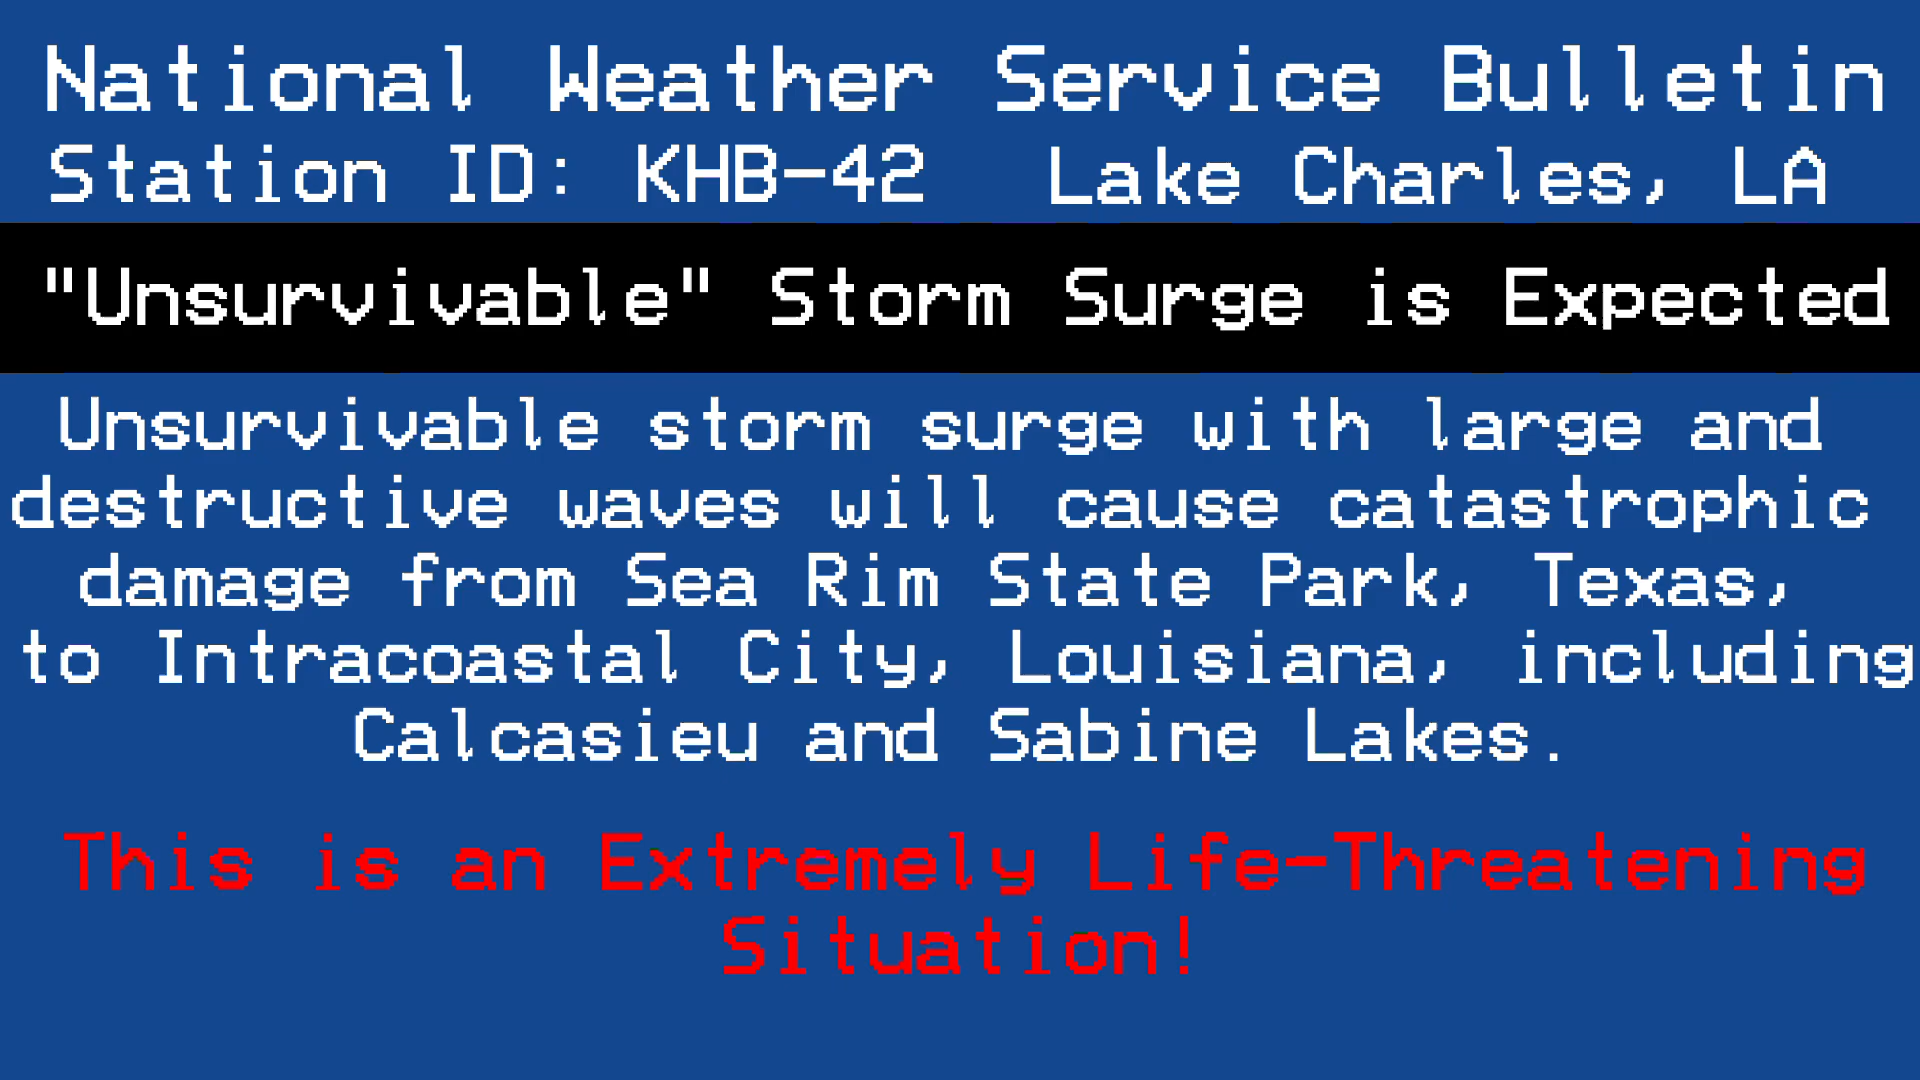 National Weather Service Bulletin
Station ID: KHB-42 Lake Charles, LA
"Unsurvivable" Storm Surge is Expected
Unsurvivable storm surge with large and
destructive waves will cause catastrophic
damage from Sea Rim State Park, Texas,
to Intracoastal City, Louisiana, including
Calcasieu and Sabine Lakes.
This is an Extremely Life-Threatening
Situation!